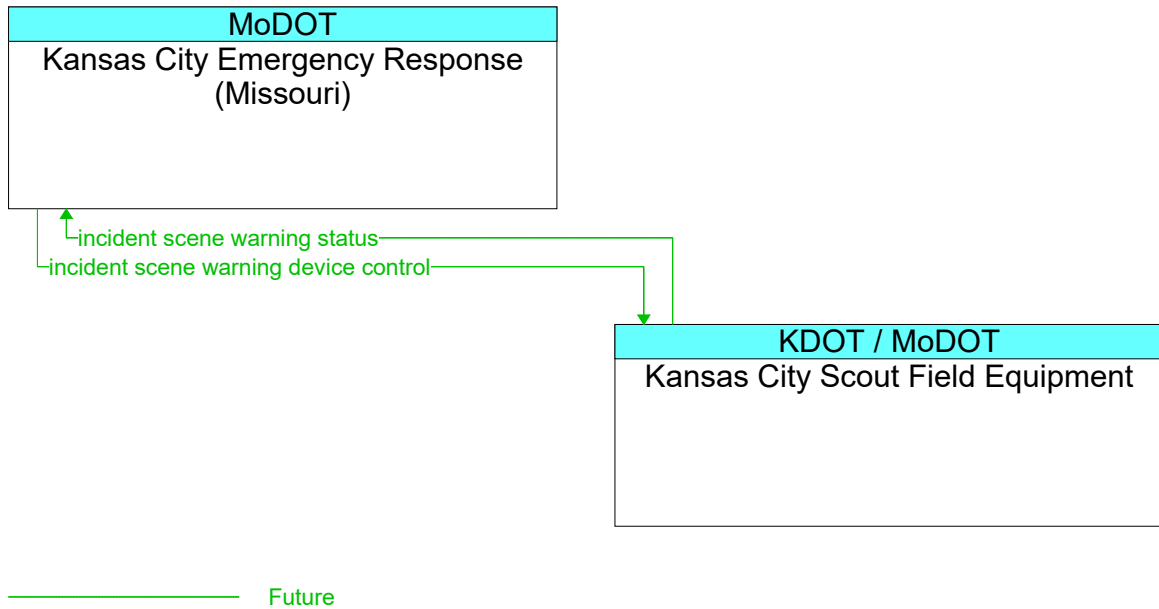 MoDOT
Kansas City Emergency Response
(Missouri)
incident scene warning status
incident scene warning device control
KDOT / MoDOT
Kansas City Scout Field Equipment
Future